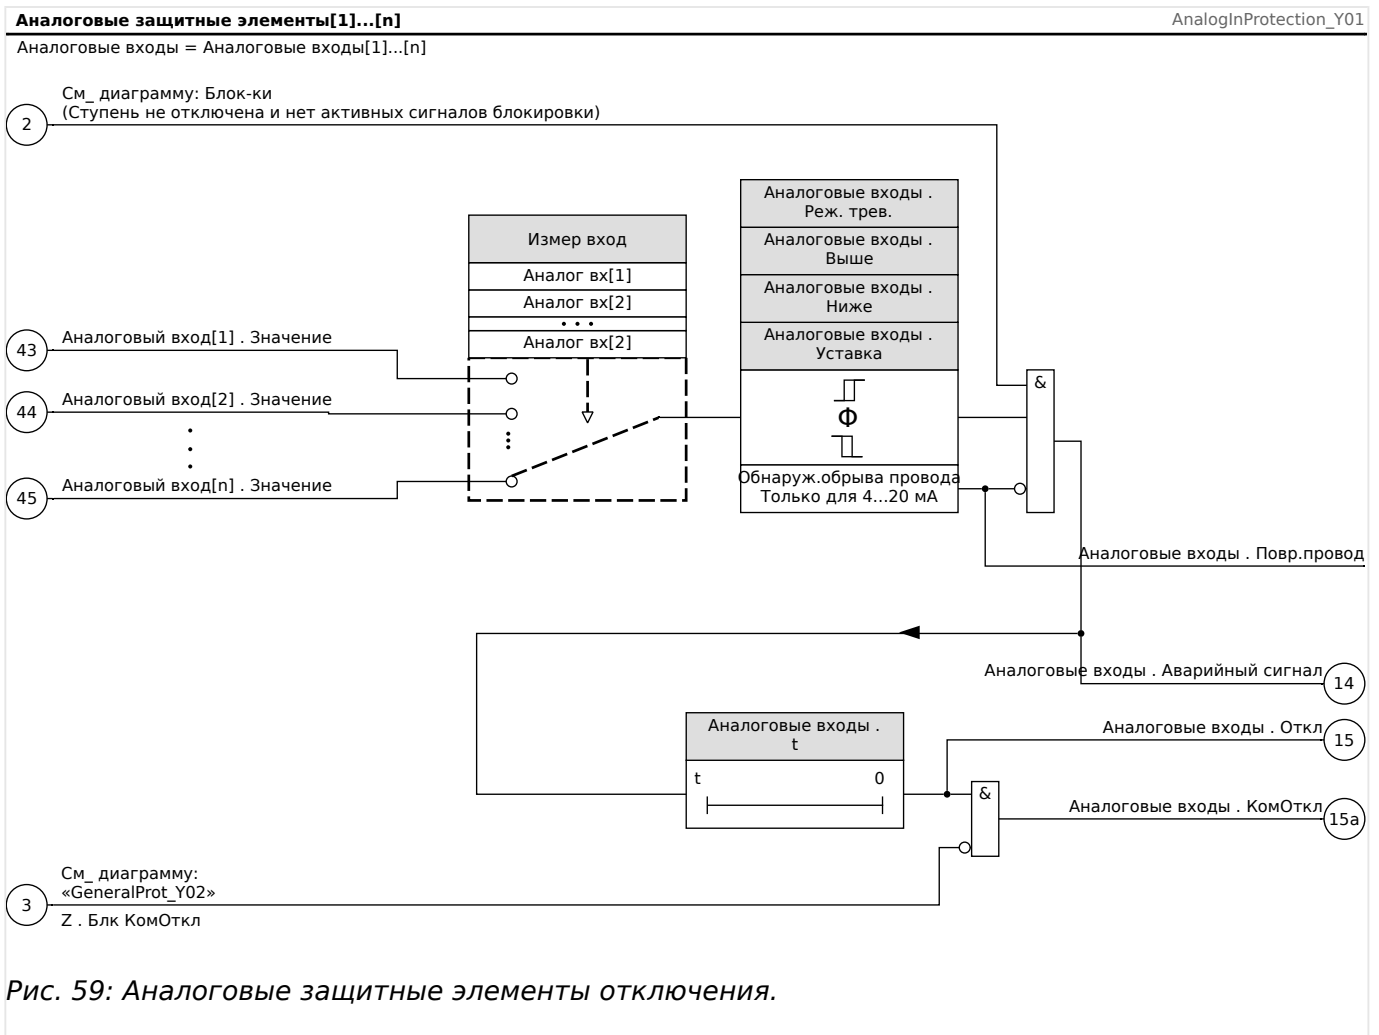 Аналоговые защитные элементы[1]...[n]
AnalogInProtection_Y01
Аналоговые входы = Аналоговые входы[1]...[n]
См_ диаграмму: Блок-ки
(Ступень не отключена и нет активных сигналов блокировки)
2
Аналоговые входы .
Реж. трев.
Аналоговые входы .
Выше
Аналоговые входы .
Ниже
Аналоговые входы .
Уставка
Φ
Обнаруж.обрыва провода
Только для 4...20 мА
Измер вход
Аналог вх[1]
Аналог вх[2]
• • •
Аналог вх[2]
43
Аналоговый вход[1] . Значение
44
Аналоговый вход[2] . Значение
45
Аналоговый вход[n] . Значение
&
Аналоговые входы . Повр.провод
Аналоговые входы . Аварийный сигнал
14
Аналоговые входы .
t
t 0
Аналоговые входы . Откл
15
&
Аналоговые входы . КомОткл
15a
См_ диаграмму:
«GeneralProt_Y02»
3
Z . Блк КомОткл
Рис. 59: Аналоговые защитные элементы отключения.